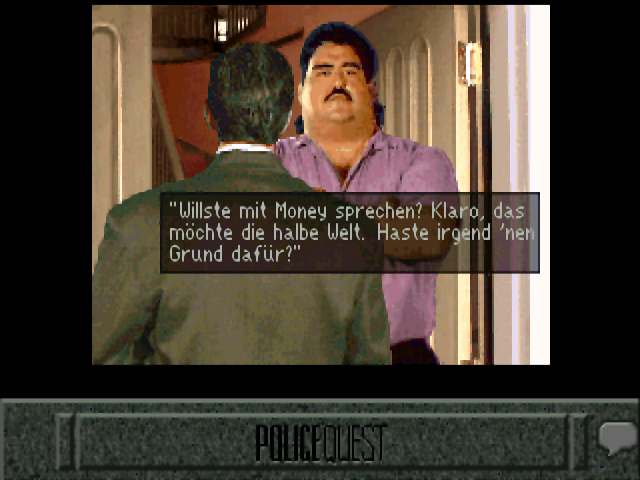 "Willste mit Money sprechen? Klaro, das
möchte die halbe Welt. Haste irgend 'nen
Grund dafür?"
POLICEQUEST